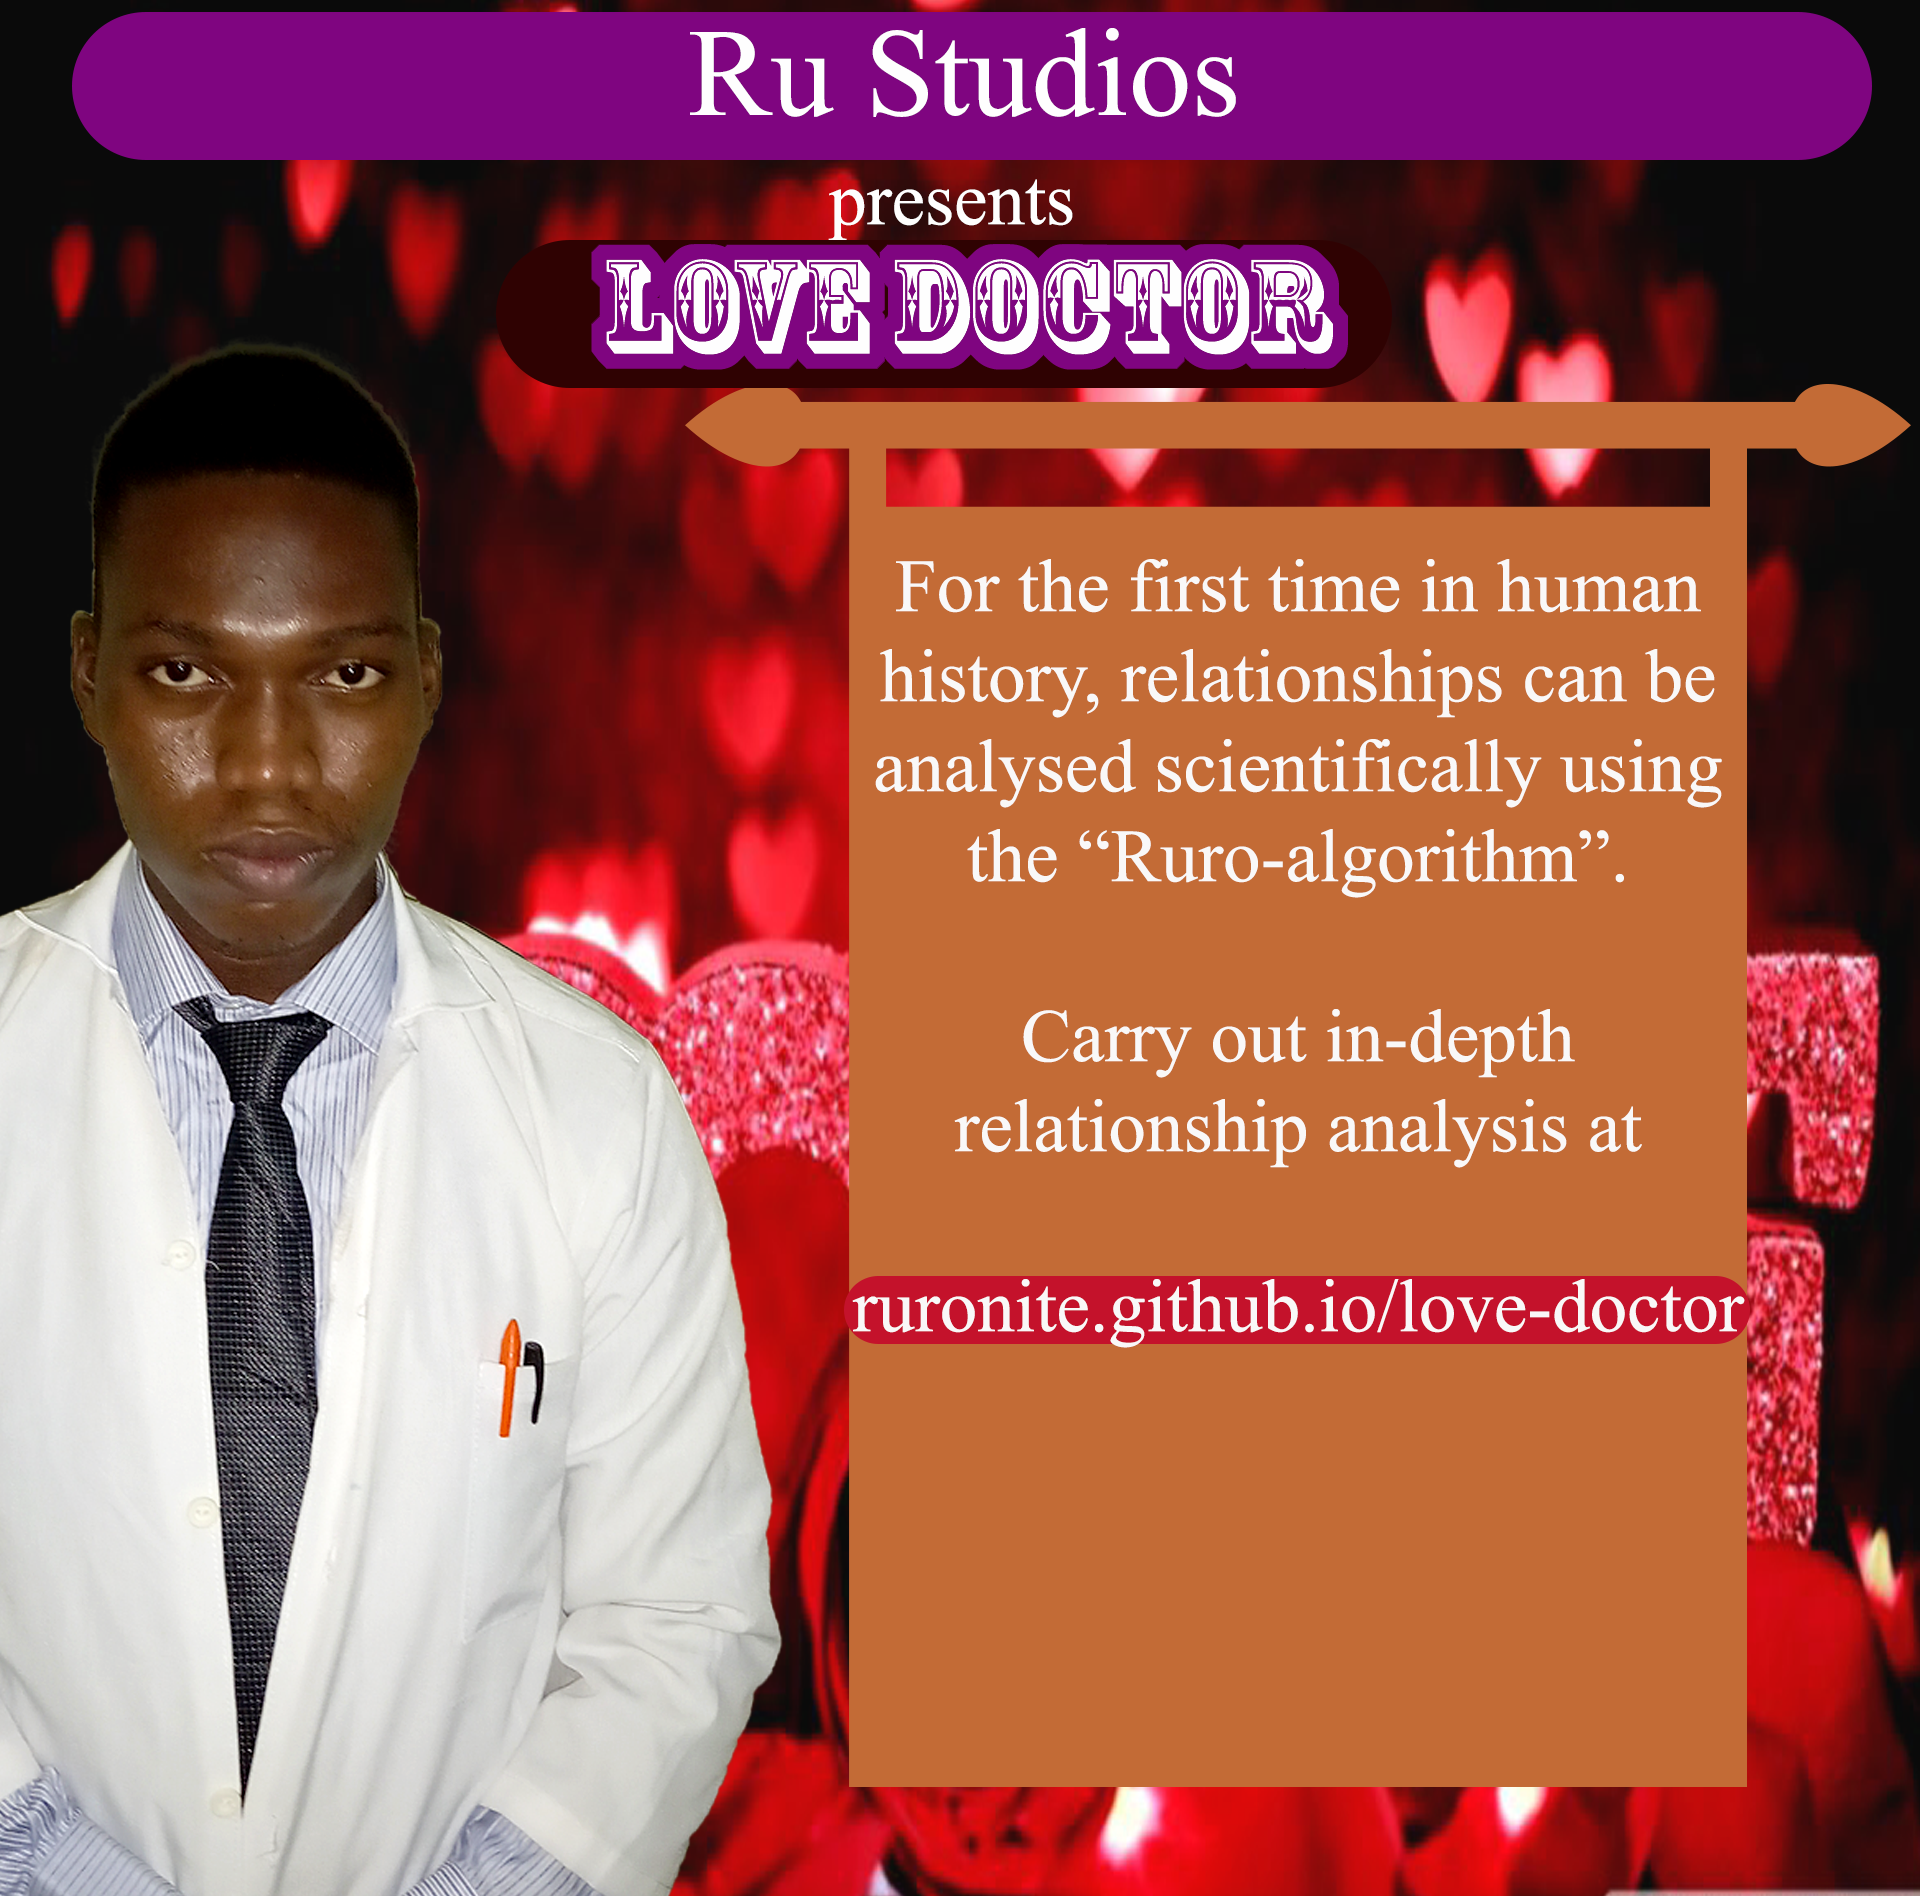 Ru Studios
presents
LOVE DOCTOR
For the first time in human
history, relationships can be
analysed scientifically using
the “Ruro-algorithm”.
Carry out in-depth
relationship analysis at
ruronite.github.io/love-doctor